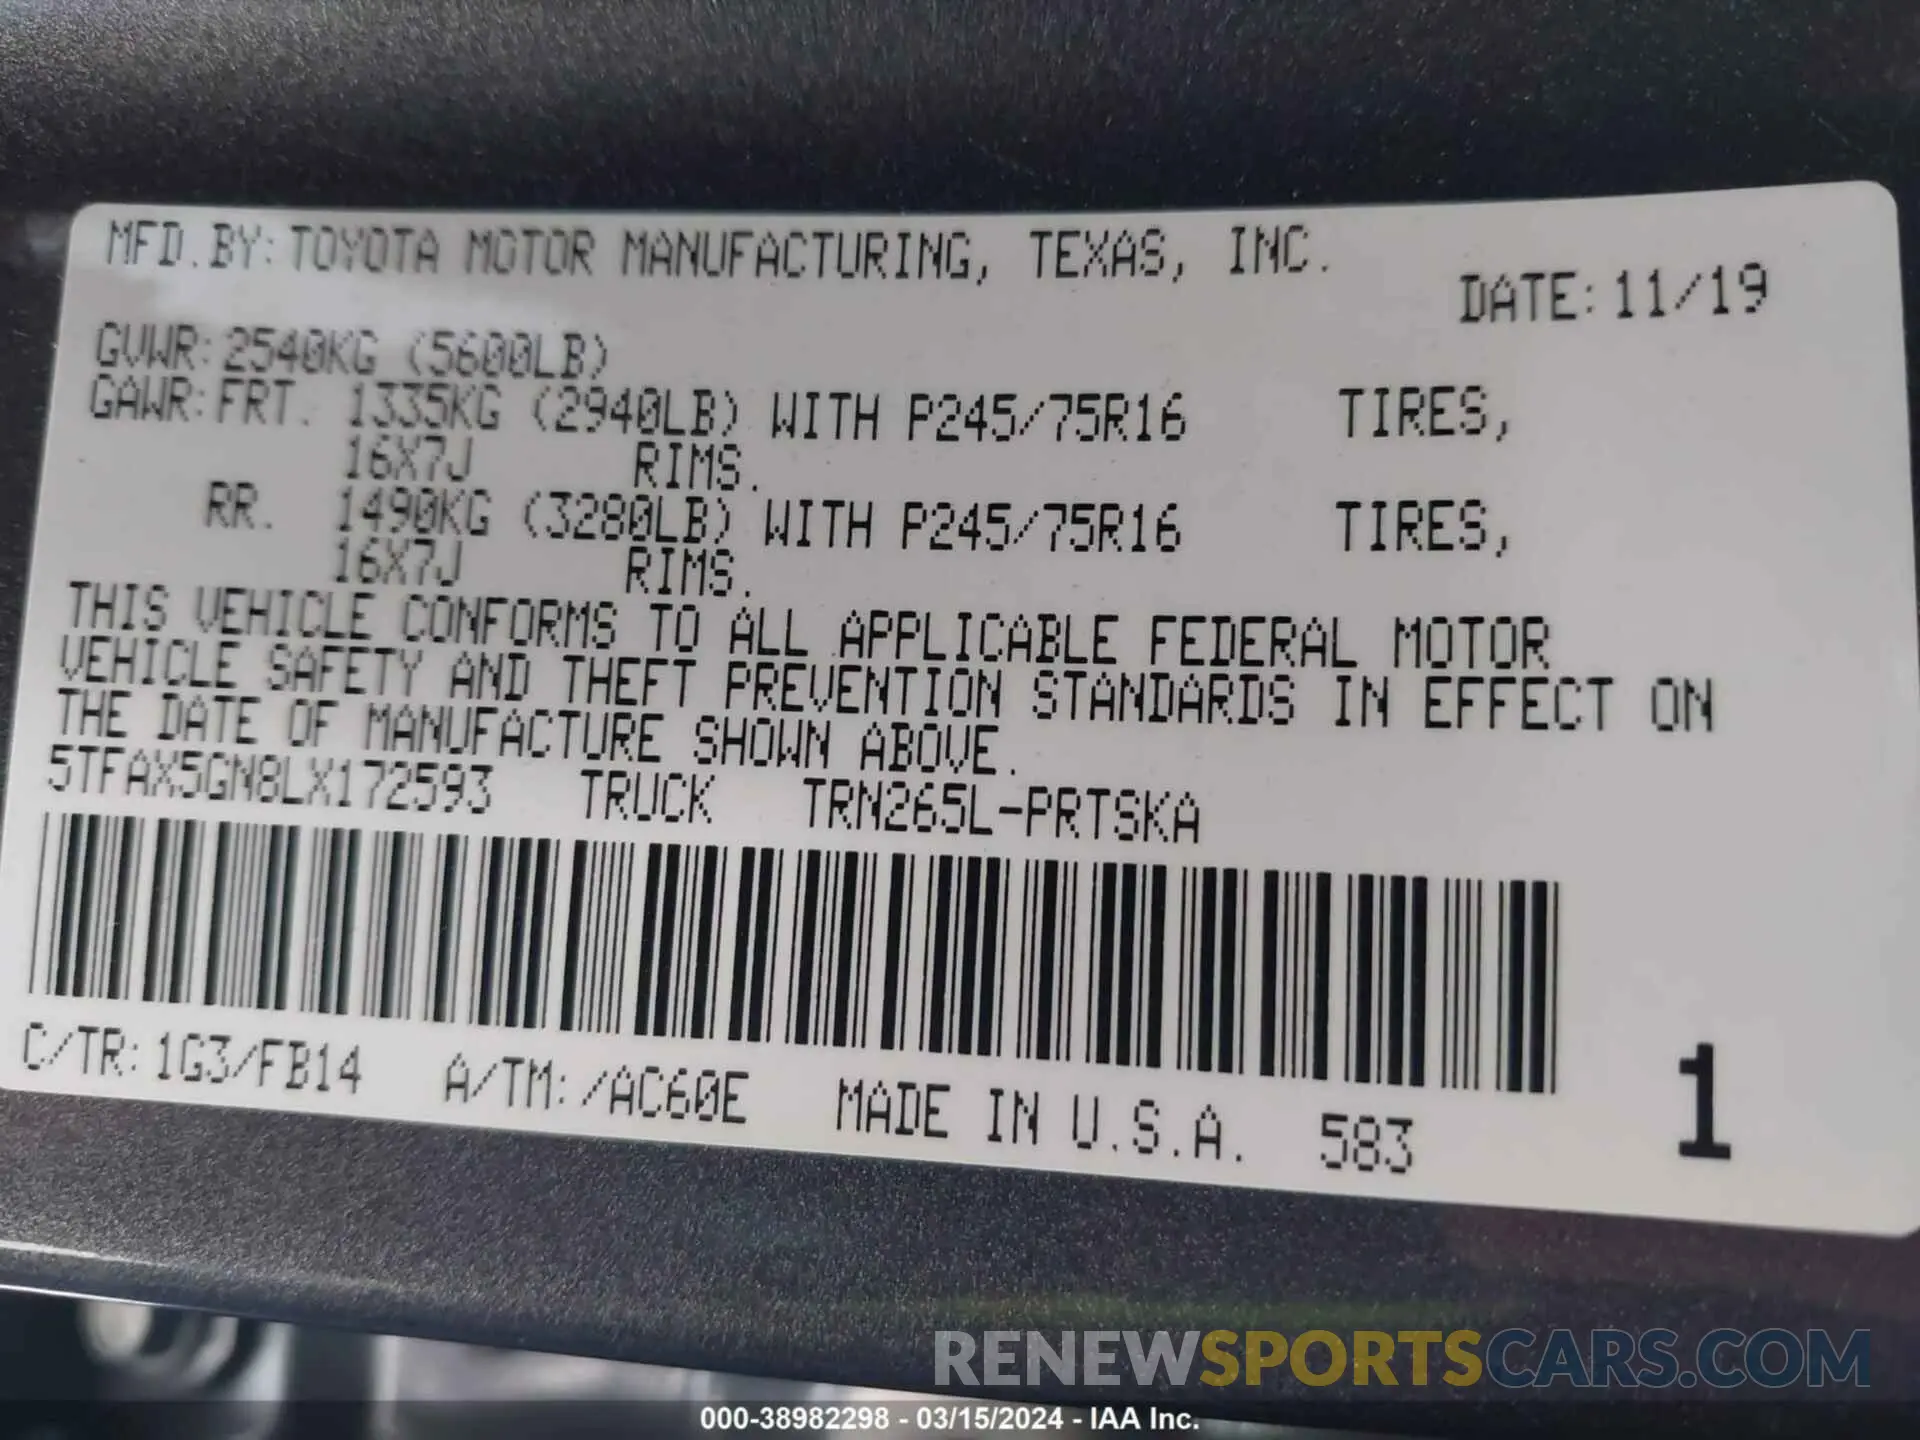 MFD.BY:TOYOTA MOTOR MANUFACTURING, TEXAS, INC.
DATE:11/19
GVWR:2540KG (5600LB)
GAWR:FRT. 1335KG (2940LB) WITH P245/75R16 TIRES,
16X7J RIMS.
RR. 1490KG (3280LB) WITH P245/75R16 TIRES,
16X7J RIMS.
THIS VEHICLE CONFORMS TO ALL APPLICABLE FEDERAL MOTOR
VEHICLE SAFETY AND THEFT PREVENTION STANDARDS IN EFFECT ON
THE DATE OF MANUFACTURE SHOWN ABOVE.
5TFAX5GN8LX172593 TRUCK TRN265L-PRTSKA
C/TR:1G3/FB14 A/TM:/AC60E MADE IN U.S.A. 583
1
RENEWSPORTSCARS.COM
000-38982298 - 03/15/2024 - IAA Inc.